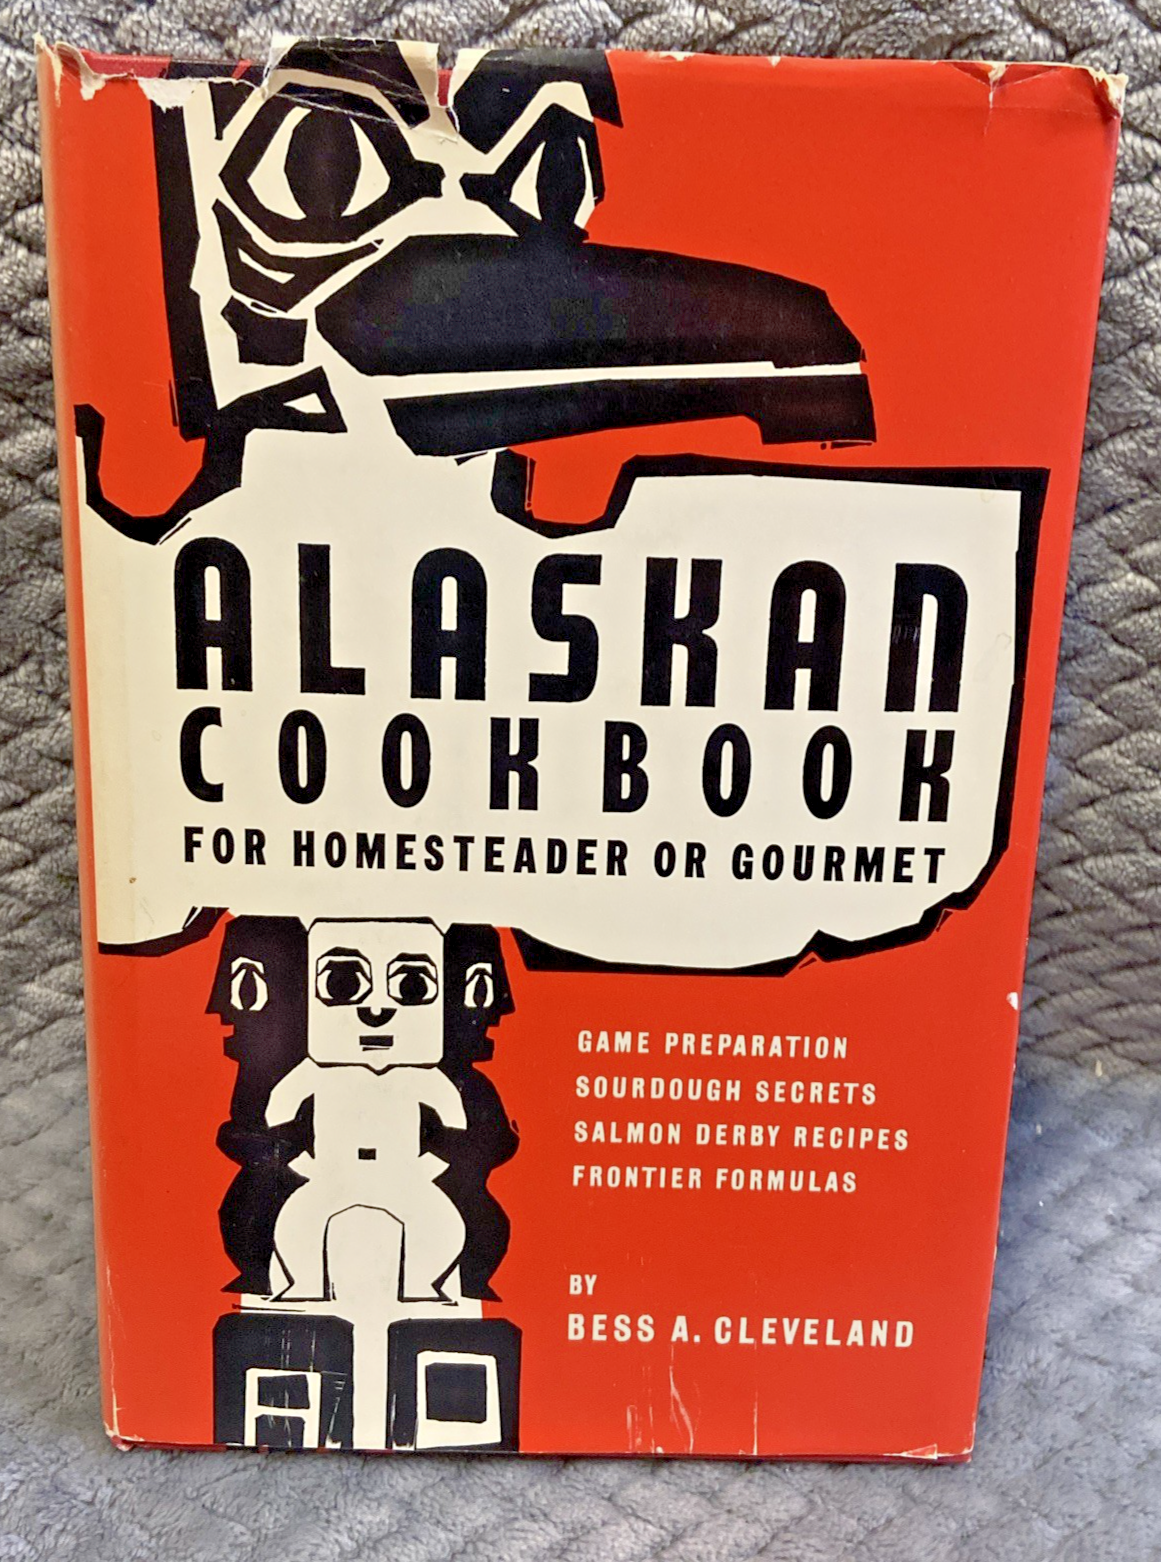 ALASKAN
COOKBOOK
FOR HOMESTEADER OR GOURMET
GAME PREPARATION
SOURDOUGH SECRETS
SALMON DERBY RECIPES
FRONTIER FORMULAS
BY
BESS A. CLEVELAND